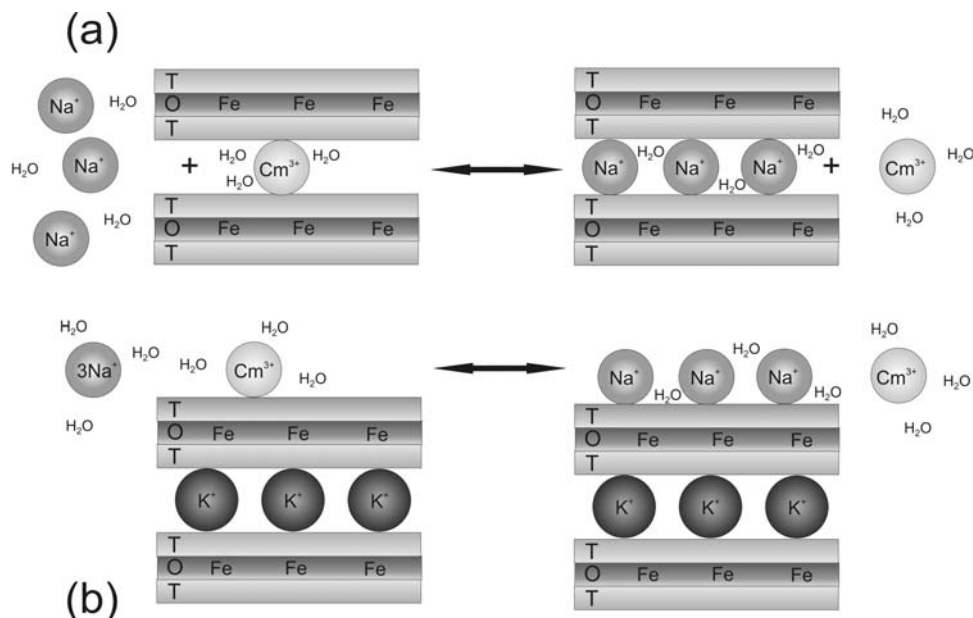 (a)
Na⁺ H₂O
H₂O Na⁺
Na⁺ H₂O
+
T
O Fe Fe Fe
T
H₂O Cm³⁺ H₂O
H₂O
T
O Fe Fe Fe
T
T
O Fe Fe Fe
T
Na⁺ H₂O Na⁺ Na⁺ H₂O
H₂O
T
O Fe Fe Fe
T
+
H₂O
Cm³⁺ H₂O
H₂O
H₂O
3Na⁺ H₂O
H₂O
H₂O
H₂O Cm³⁺
H₂O
T
O Fe Fe Fe
T
K⁺ K⁺ K⁺
T
O Fe Fe Fe
T
H₂O
Na⁺ Na⁺ Na⁺
H₂O H₂O
T
O Fe Fe Fe
T
K⁺ K⁺ K⁺
T
O Fe Fe Fe
T
H₂O
Cm³⁺ H₂O
H₂O
(b)